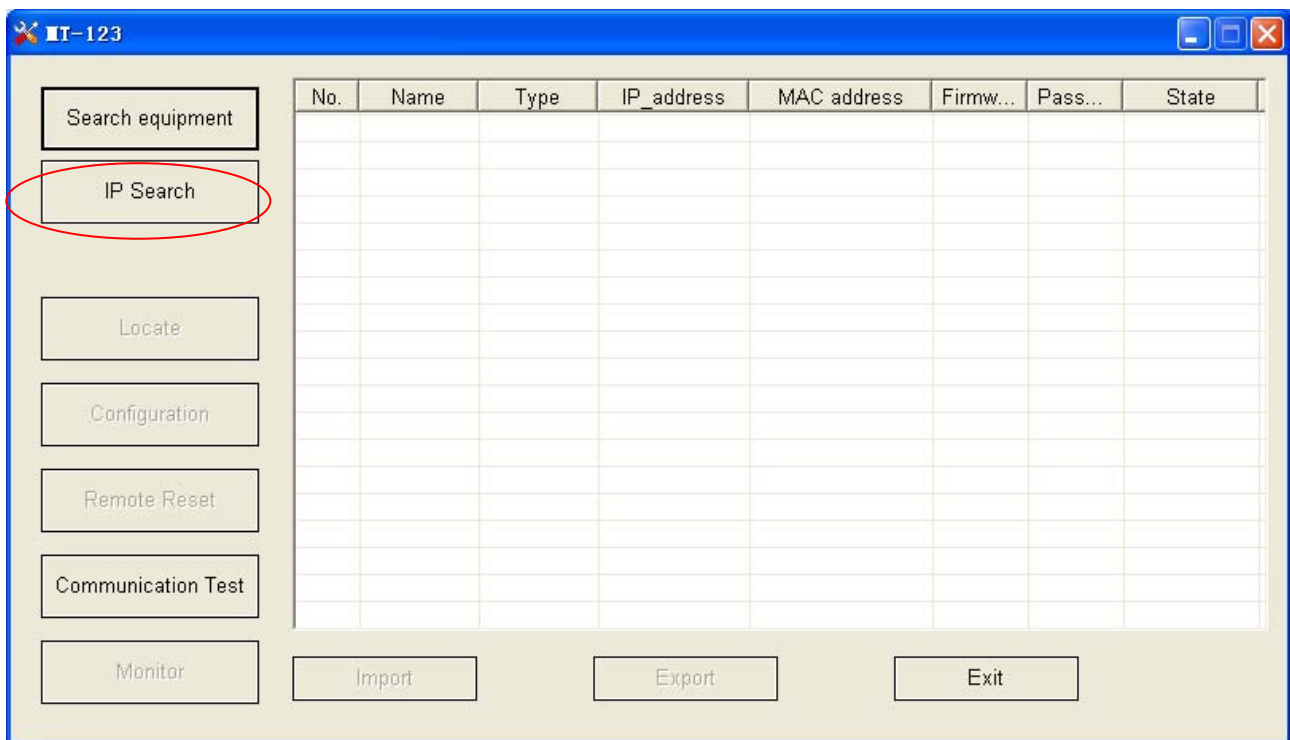 MT-123
No. Name Type IP_address MAC address Firmw... Pass... State
Search equipment
IP Search
Locate
Configuration
Remote Reset
Communication Test
Monitor
Import Export Exit